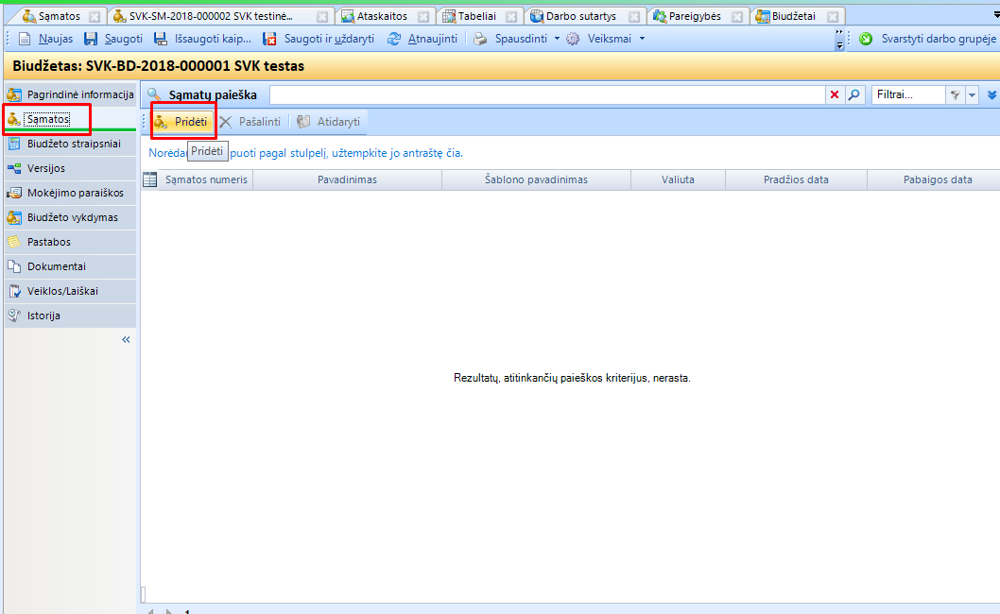 Sąmatos SVK-SM-2018-000002 SVK testinė... Ataskaitos Tabeliai Darbo sutartys Pareigybės Biudžetai
Naujas Saugoti Išsaugoti kaip... Saugoti ir uždaryti Atnaujinti Spausdinti Veiksmai Svarstyti darbo grupėje
Biudžetas: SVK-BD-2018-000001 SVK testas
Pagrindinė informacija
Sąmatos
Biudžeto straipsniai
Versijos
Mokėjimo paraiškos
Biudžeto vykdymas
Pastabos
Dokumentai
Veiklos/Laiškai
Istorija
«
Sąmatų paieška Filtrai...
Pridėti Pašalinti Atidaryti
Pridėti
puoti pagal stulpelį, užtempkite jo antraštę čia.
Sąmatos numeris Pavadinimas Šablono pavadinimas Valiuta Pradžios data Pabaigos data
Rezultatų, atitinkančių paieškos kriterijus, nerasta.
1